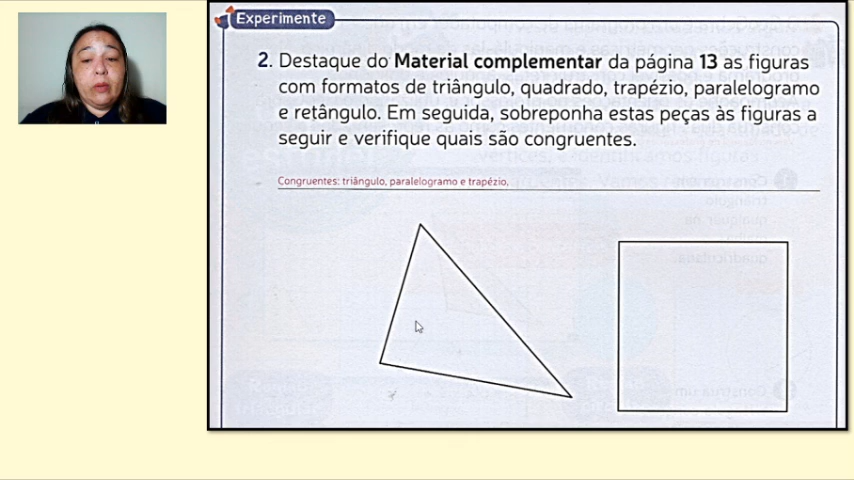 Experimente
2. Destaque do Material complementar da página 13 as figuras
com formatos de triângulo, quadrado, trapézio, paralelogramo
e retângulo. Em seguida, sobreponha estas peças às figuras a
seguir e verifique quais são congruentes.
Congruentes: triângulo, paralelogramo e trapézio.